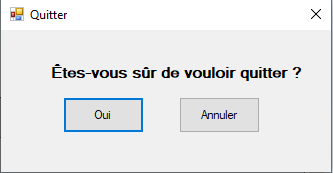 Quitter
Êtes-vous sûr de vouloir quitter ?
Oui
Annuler